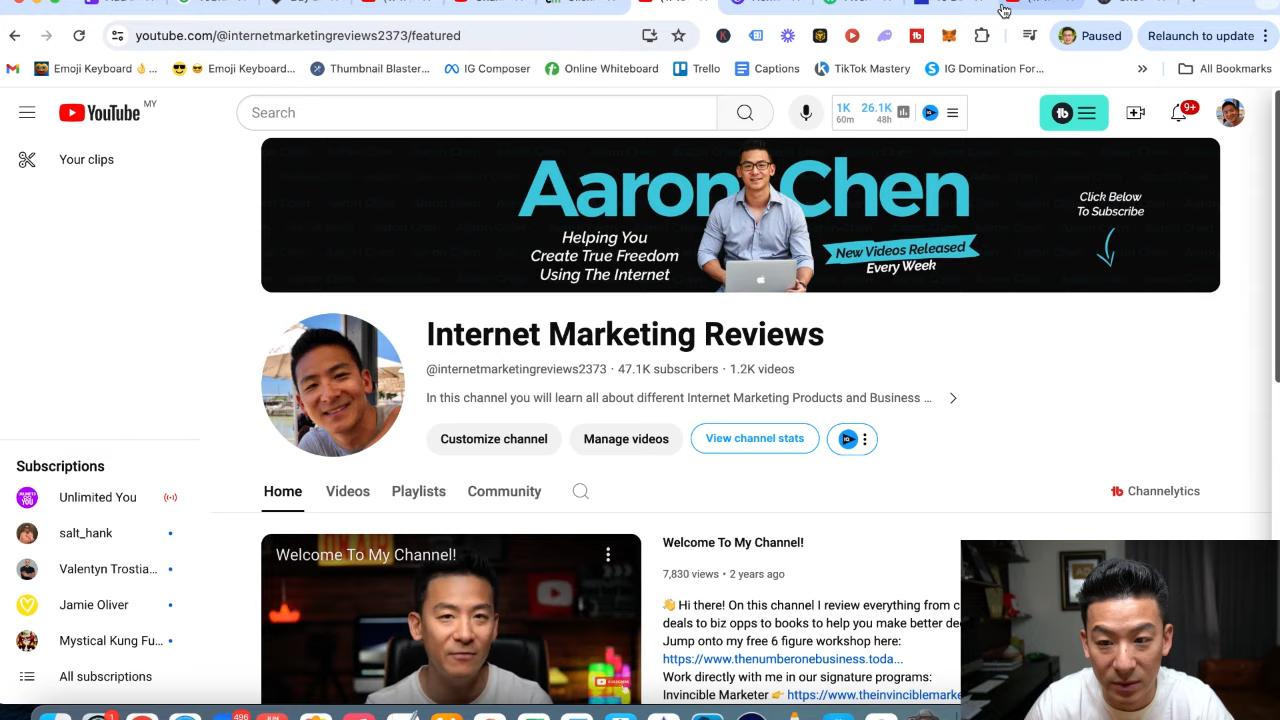 youtube.com/@internetmarketingreviews2373/featured
Paused
Relaunch to update
Emoji Keyboard 👌 ...
😎 Emoji Keyboard...
Thumbnail Blaster...
IG Composer
Online Whiteboard
Trello
Captions
TikTok Mastery
IG Domination For...
»
All Bookmarks
YouTube MY
Search
1K 26.1K
60m 48h
9+
Your clips
Aaron Chen
Helping You
Create True Freedom
Using The Internet
New Videos Released
Every Week
Click Below
To Subscribe
Internet Marketing Reviews
@internetmarketingreviews2373 · 47.1K subscribers · 1.2K videos
In this channel you will learn all about different Internet Marketing Products and Business ...
Customize channel
Manage videos
View channel stats
Home
Videos
Playlists
Community
Channelytics
Subscriptions
Unlimited You
salt_hank
Valentyn Trostia...
Jamie Oliver
Mystical Kung Fu...
All subscriptions
Welcome To My Channel!
Welcome To My Channel!
7,830 views · 2 years ago
👋 Hi there! On this channel I review everything from c
deals to biz opps to books to help you make better de
Jump onto my free 6 figure workshop here:
https://www.thenumberonebusiness.toda...
Work directly with me in our signature programs:
Invincible Marketer 👉 https://www.theinvinciblemarke
496